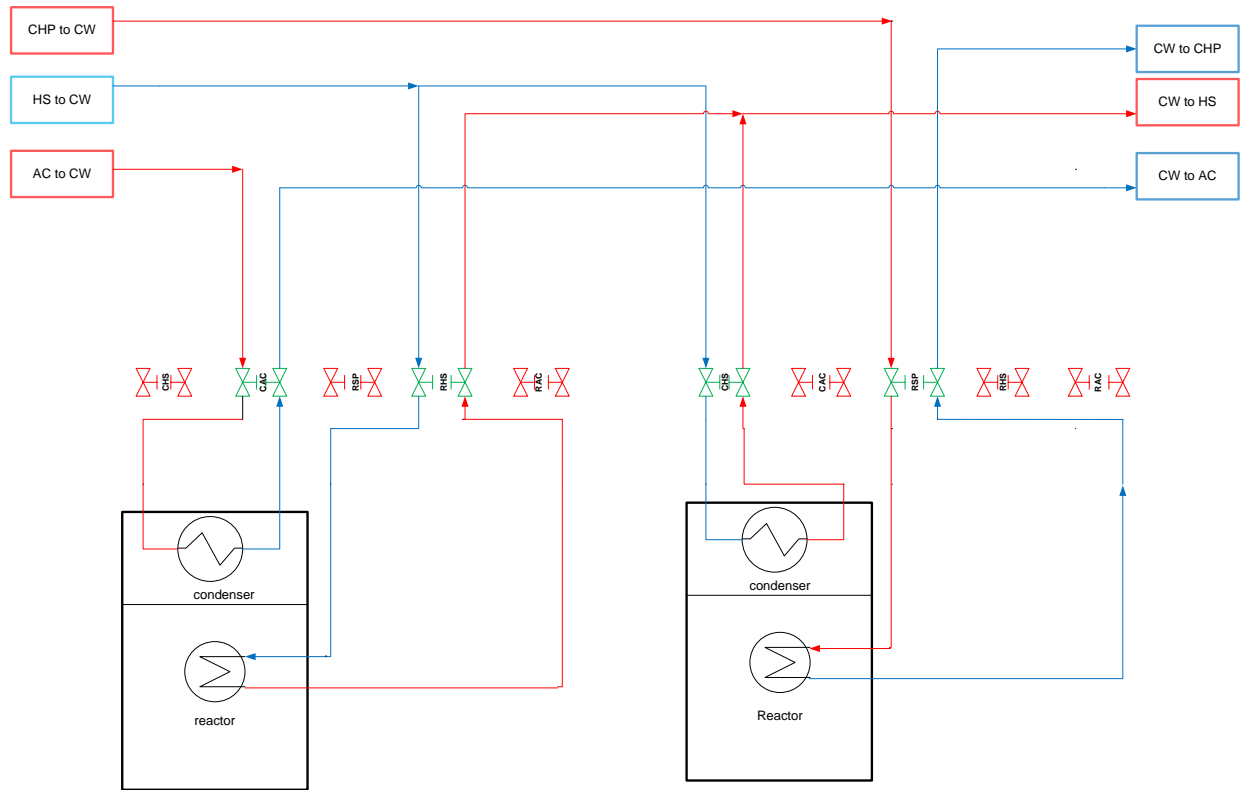 CHP to CW
CW to CHP
HS to CW
CW to HS
AC to CW
CW to AC
CHS
CAC
RSP
RHS
RAC
CHS
CAC
RSP
RHS
RAC
condenser
condenser
reactor
Reactor